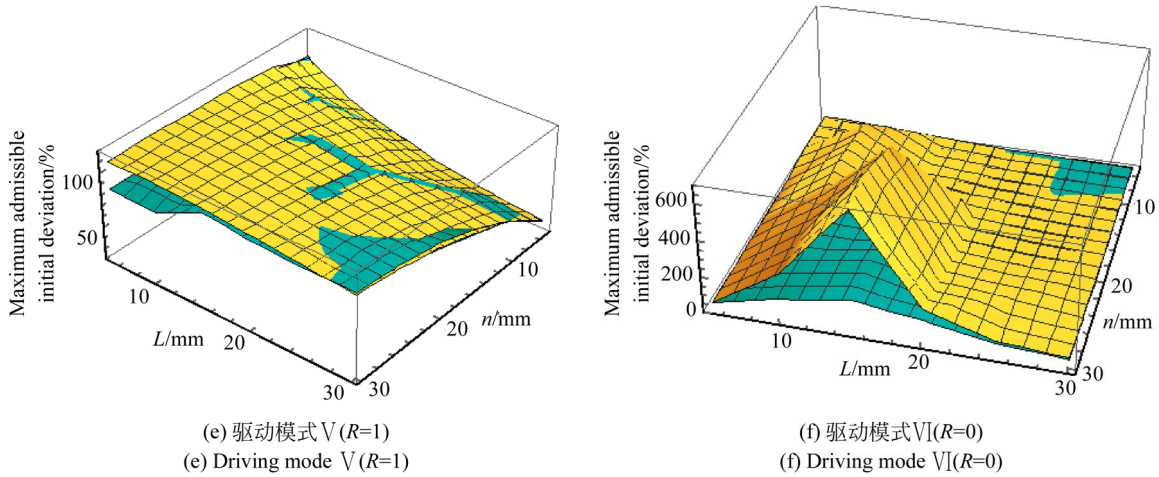 Maximum admissible
initial deviation/%
100
50
10
20
30
L/mm
10
20
30
n/mm
(e) 驱动模式Ⅴ(R=1)
(e) Driving mode Ⅴ(R=1)
Maximum admissible
initial deviation/%
600
400
200
0
10
20
30
L/mm
10
20
30
n/mm
(f) 驱动模式Ⅵ(R=0)
(f) Driving mode Ⅵ(R=0)